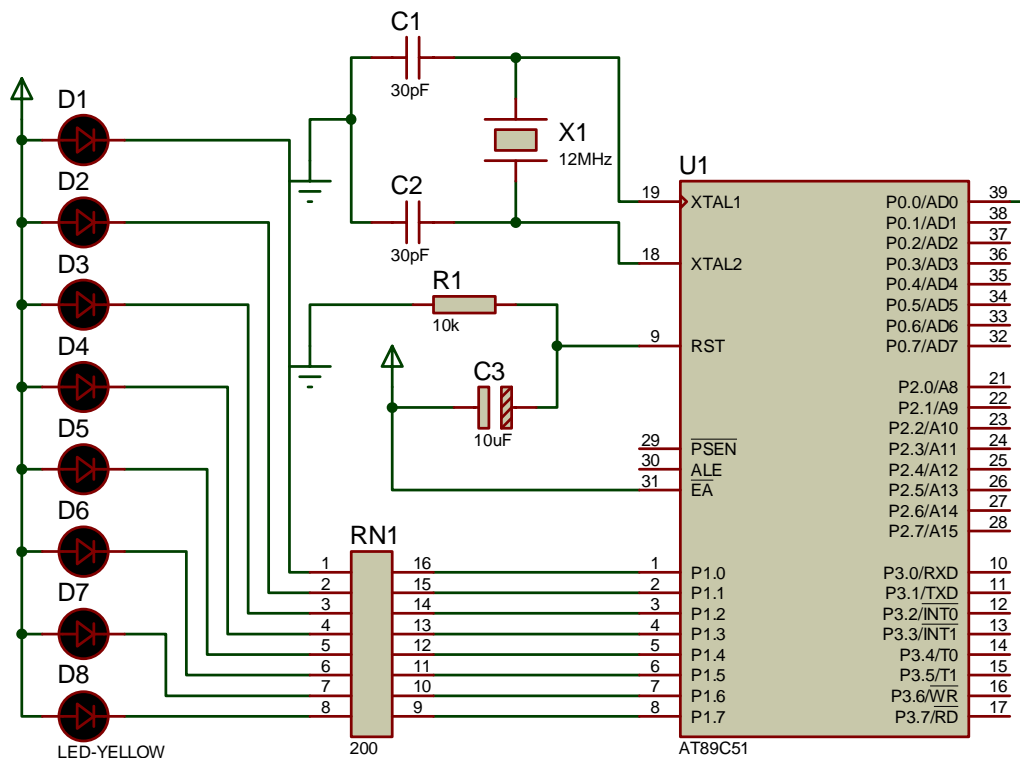 C1
30pF
X1
12MHz
C2
30pF
R1
10k
C3
10uF
D1
D2
D3
D4
D5
D6
D7
D8
LED-YELLOW
RN1
1 16
2 15
3 14
4 13
5 12
6 11
7 10
8 9
200
U1
19 XTAL1
18 XTAL2
9 RST
29 PSEN
30 ALE
31 EA
1 P1.0
2 P1.1
3 P1.2
4 P1.3
5 P1.4
6 P1.5
7 P1.6
8 P1.7
P0.0/AD0 39
P0.1/AD1 38
P0.2/AD2 37
P0.3/AD3 36
P0.4/AD4 35
P0.5/AD5 34
P0.6/AD6 33
P0.7/AD7 32
P2.0/A8 21
P2.1/A9 22
P2.2/A10 23
P2.3/A11 24
P2.4/A12 25
P2.5/A13 26
P2.6/A14 27
P2.7/A15 28
P3.0/RXD 10
P3.1/TXD 11
P3.2/INT0 12
P3.3/INT1 13
P3.4/T0 14
P3.5/T1 15
P3.6/WR 16
P3.7/RD 17
AT89C51